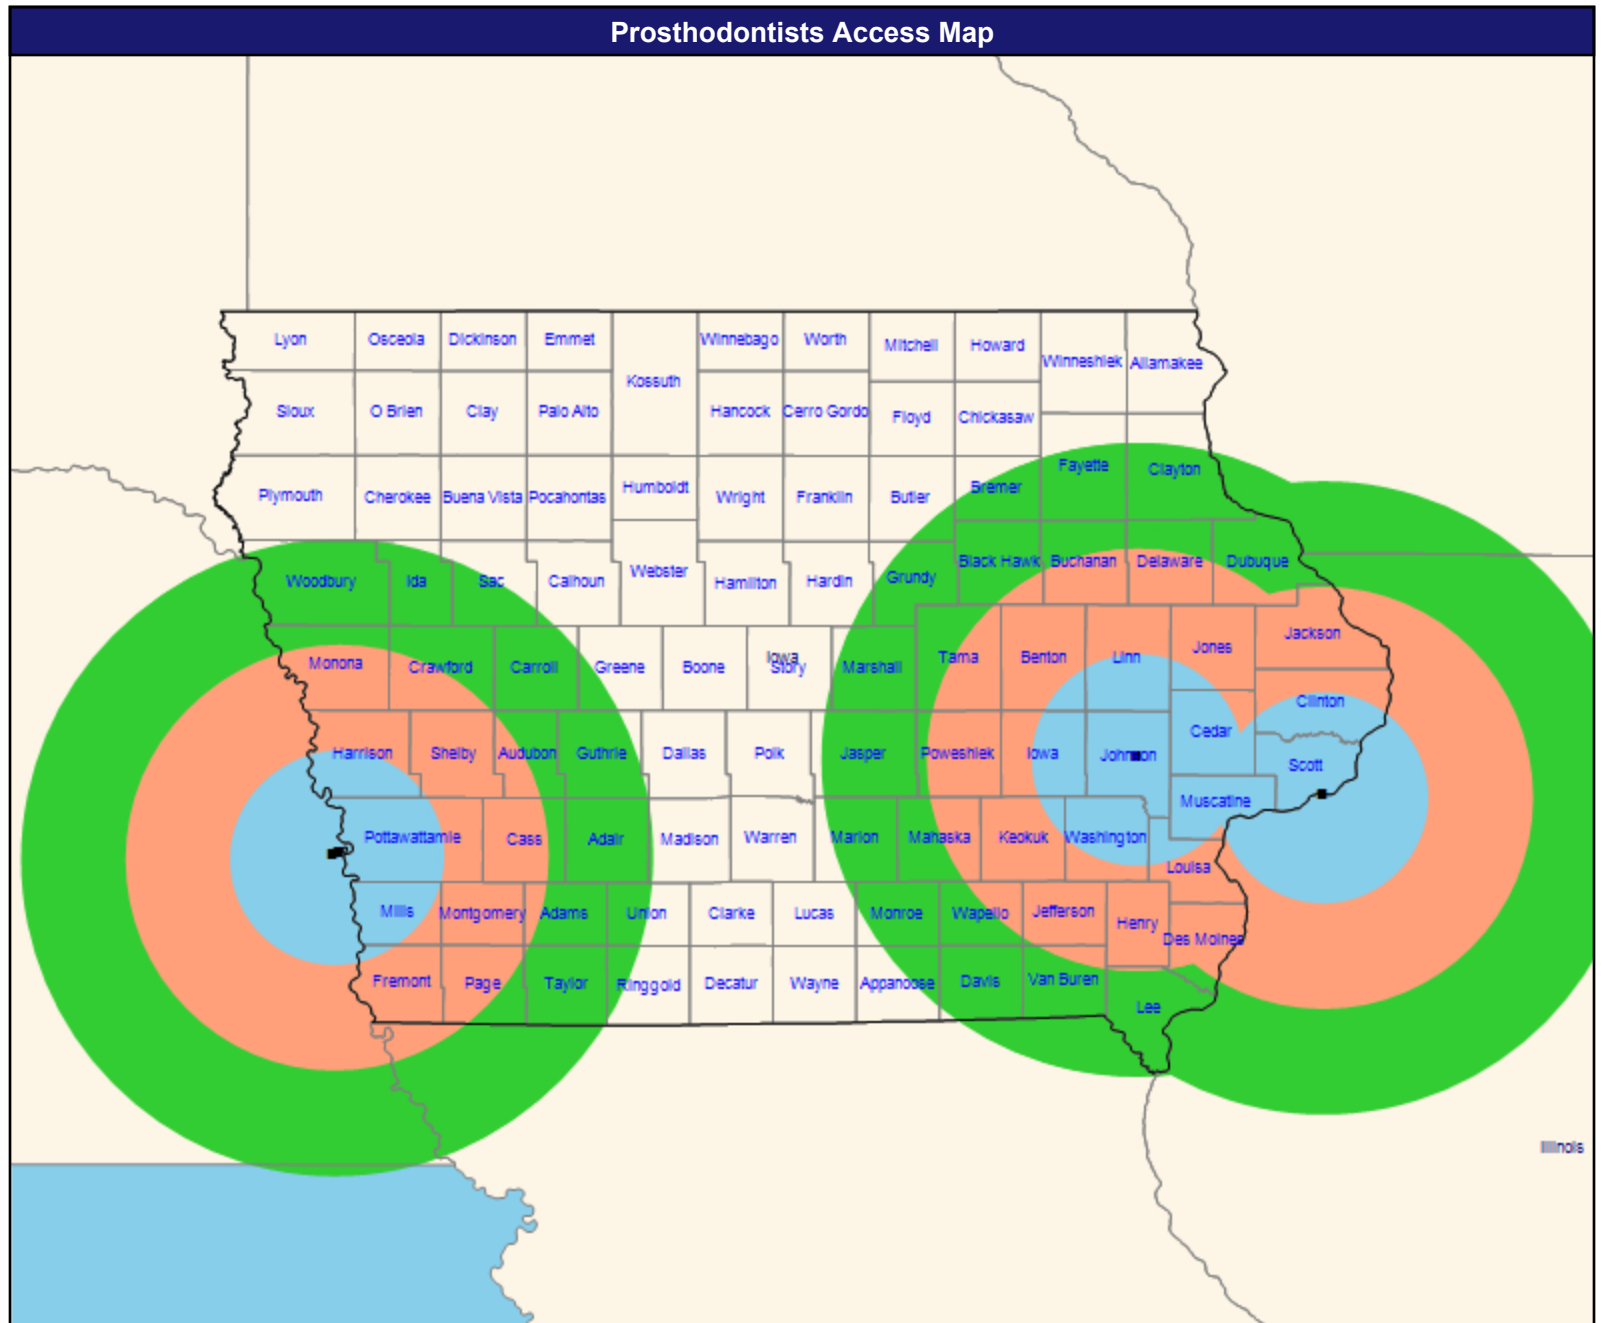 Prosthodontists Access Map
Lyon Osceola Dickinson Emmet Winnebago Worth Mitchell Howard
Winneshiek Allamakee
Kossuth
Sioux O Brien Clay Palo Alto Hancock Cerro Gordo Floyd Chickasaw
Fayette Clayton
Plymouth Cherokee Buena Vista Pocahontas Humboldt Wright Franklin Butler Bremer
Woodbury Ida Sac Calhoun Webster Hamilton Hardin Grundy Black Hawk Buchanan Delaware Dubuque
Jackson
Monona Crawford Carroll Greene Boone Iowa Story Marshall Tama Benton Linn Jones
Clinton
Cedar
Harrison Shelby Audubon Guthrie Dallas Polk Jasper Poweshiek Iowa Johnson Scott
Muscatine
Pottawattamie Cass Adair Madison Warren Marion Mahaska Keokuk Washington
Louisa
Mills Montgomery Adams Union Clarke Lucas Monroe Wapello Jefferson Henry
Des Moines
Fremont Page Taylor Ringgold Decatur Wayne Appanoose Davis Van Buren
Lee
Illinois